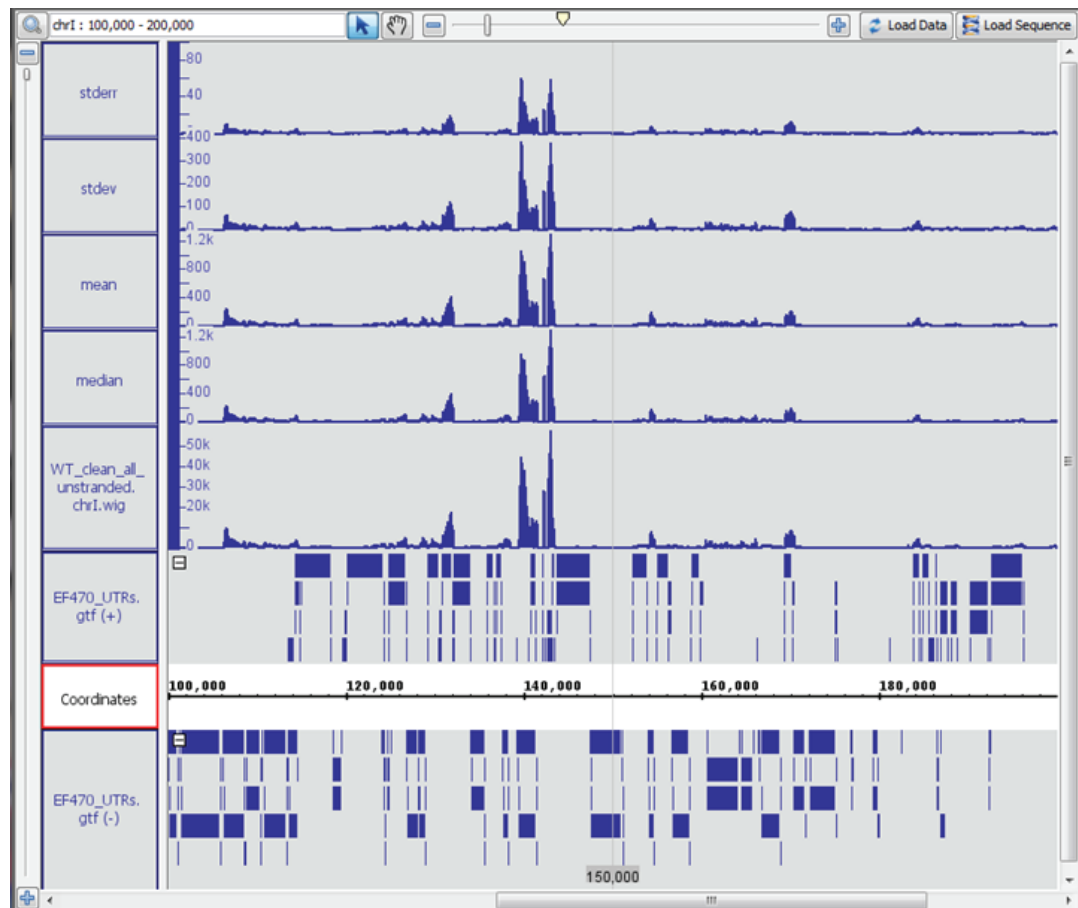 chrI : 100,000 - 200,000
Load Data
Load Sequence
stderr
80
40
stdev
400
300
200
100
0
mean
1.2k
800
400
0
median
1.2k
800
400
0
WT_clean_all_
unstranded.
chrI.wig
50k
40k
30k
20k
0
EF470_UTRs.
gtf (+)
Coordinates
100,000 120,000 140,000 160,000 180,000
EF470_UTRs.
gtf (-)
150,000